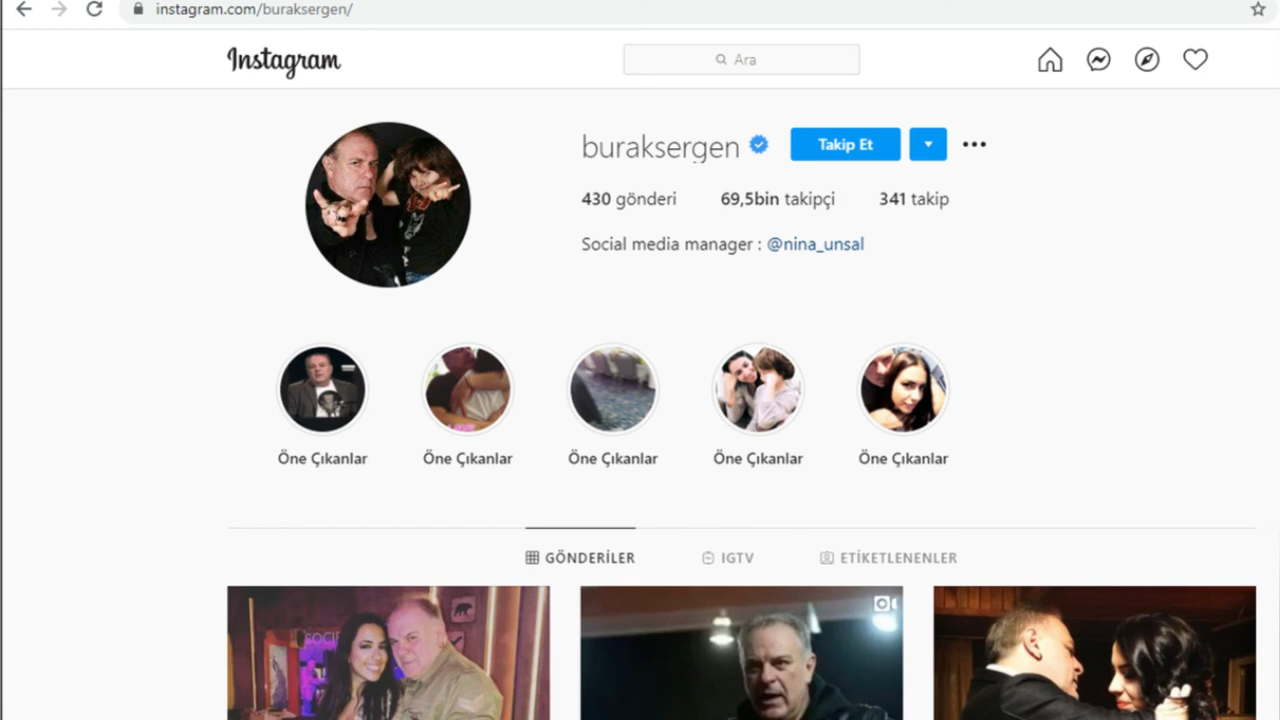 instagram.com/buraksergen/
Instagram
Ara
buraksergen
Takip Et
430 gönderi 69,5bin takipçi 341 takip
Social media manager : @nina_unsal
Öne Çıkanlar Öne Çıkanlar Öne Çıkanlar Öne Çıkanlar Öne Çıkanlar
GÖNDERİLER IGTV ETİKETLENENLER